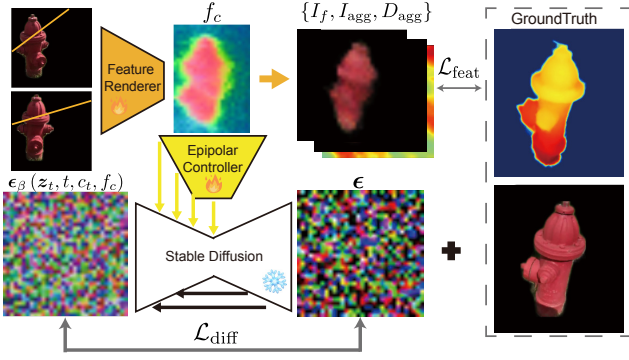 f_c
{I_f, I_agg, D_agg}
GroundTruth
Feature
Renderer
L_feat
Epipolar
Controller
ϵ_β (z_t, t, c_t, f_c)
ϵ
Stable Diffusion
L_diff